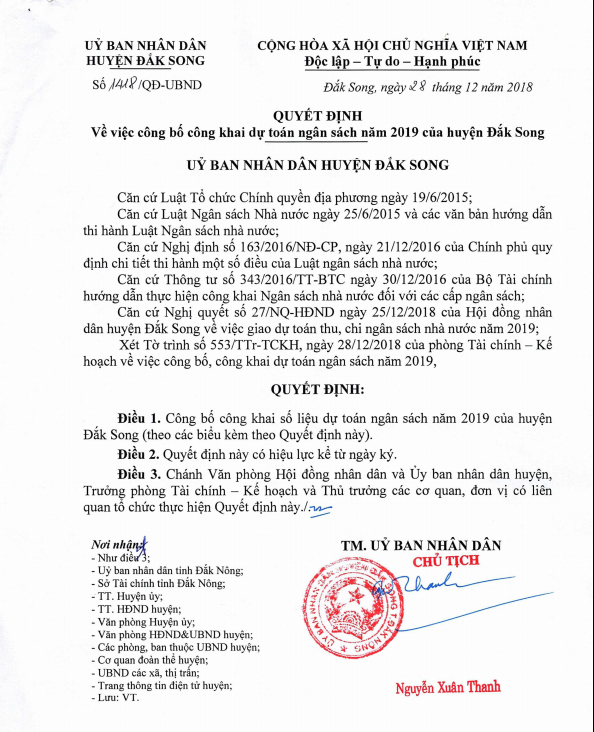 UỶ BAN NHÂN DÂN
HUYỆN ĐẮK SONG
Số 1418/QĐ-UBND
CỘNG HÒA XÃ HỘI CHỦ NGHĨA VIỆT NAM
Độc lập – Tự do – Hạnh phúc
Đắk Song, ngày 28 tháng 12 năm 2018
QUYẾT ĐỊNH
Về việc công bố công khai dự toán ngân sách năm 2019 của huyện Đắk Song
UỶ BAN NHÂN DÂN HUYỆN ĐẮK SONG
Căn cứ Luật Tổ chức Chính quyền địa phương ngày 19/6/2015;
Căn cứ Luật Ngân sách Nhà nước ngày 25/6/2015 và các văn bản hướng dẫn
thi hành Luật Ngân sách nhà nước;
Căn cứ Nghị định số 163/2016/NĐ-CP, ngày 21/12/2016 của Chính phủ quy
định chi tiết thi hành một số điều của Luật ngân sách nhà nước;
Căn cứ Thông tư số 343/2016/TT-BTC ngày 30/12/2016 của Bộ Tài chính
hướng dẫn thực hiện công khai Ngân sách nhà nước đối với các cấp ngân sách;
Căn cứ Nghị quyết số 27/NQ-HĐND ngày 25/12/2018 của Hội đồng nhân
dân huyện Đắk Song về việc giao dự toán thu, chi ngân sách nhà nước năm 2019;
Xét Tờ trình số 553/TTr-TCKH, ngày 28/12/2018 của phòng Tài chính – Kế
hoạch về việc công bố, công khai dự toán ngân sách năm 2019,
QUYẾT ĐỊNH:
Điều 1. Công bố công khai số liệu dự toán ngân sách năm 2019 của huyện
Đắk Song (theo các biểu kèm theo Quyết định này).
Điều 2. Quyết định này có hiệu lực kể từ ngày ký.
Điều 3. Chánh Văn phòng Hội đồng nhân dân và Ủy ban nhân dân huyện,
Trưởng phòng Tài chính – Kế hoạch và Thủ trưởng các cơ quan, đơn vị có liên
quan tổ chức thực hiện Quyết định này./.
Nơi nhận:
- Như điều 3;
- Uỷ ban nhân dân tỉnh Đắk Nông;
- Sở Tài chính tỉnh Đắk Nông;
- TT. Huyện ủy;
- TT. HĐND huyện;
- Văn phòng Huyện ủy;
- Văn phòng HĐND&UBND huyện;
- Các phòng, ban thuộc UBND huyện;
- Cơ quan đoàn thể huyện;
- UBND các xã, thị trấn;
- Trang thông tin điện tử huyện;
- Lưu: VT.
TM. UỶ BAN NHÂN DÂN
CHỦ TỊCH
Nguyễn Xuân Thanh